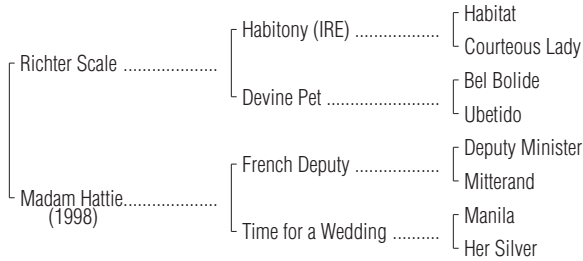 Habitat
Habitony (IRE) ..................
Courteous Lady
Richter Scale ....................
Bel Bolide
Devine Pet ........................
Ubetido
Deputy Minister
French Deputy ..................
Mitterand
Madam Hattie....................
(1998)
Manila
Time for a Wedding ..........
Her Silver